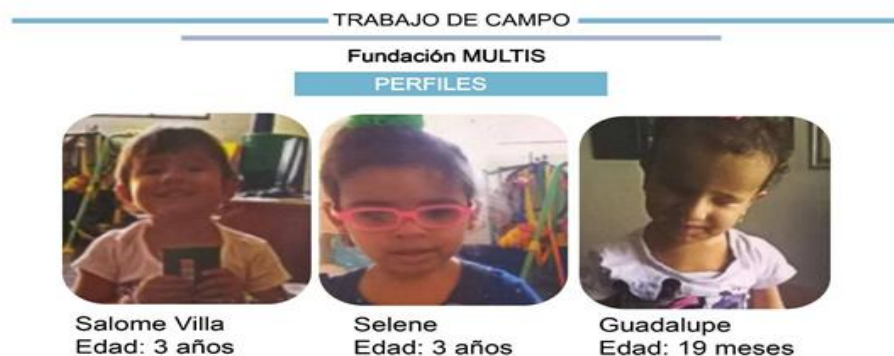 TRABAJO DE CAMPO
Fundación MULTIS
PERFILES
Salome Villa
Edad: 3 años
Selene
Edad: 3 años
Guadalupe
Edad: 19 meses